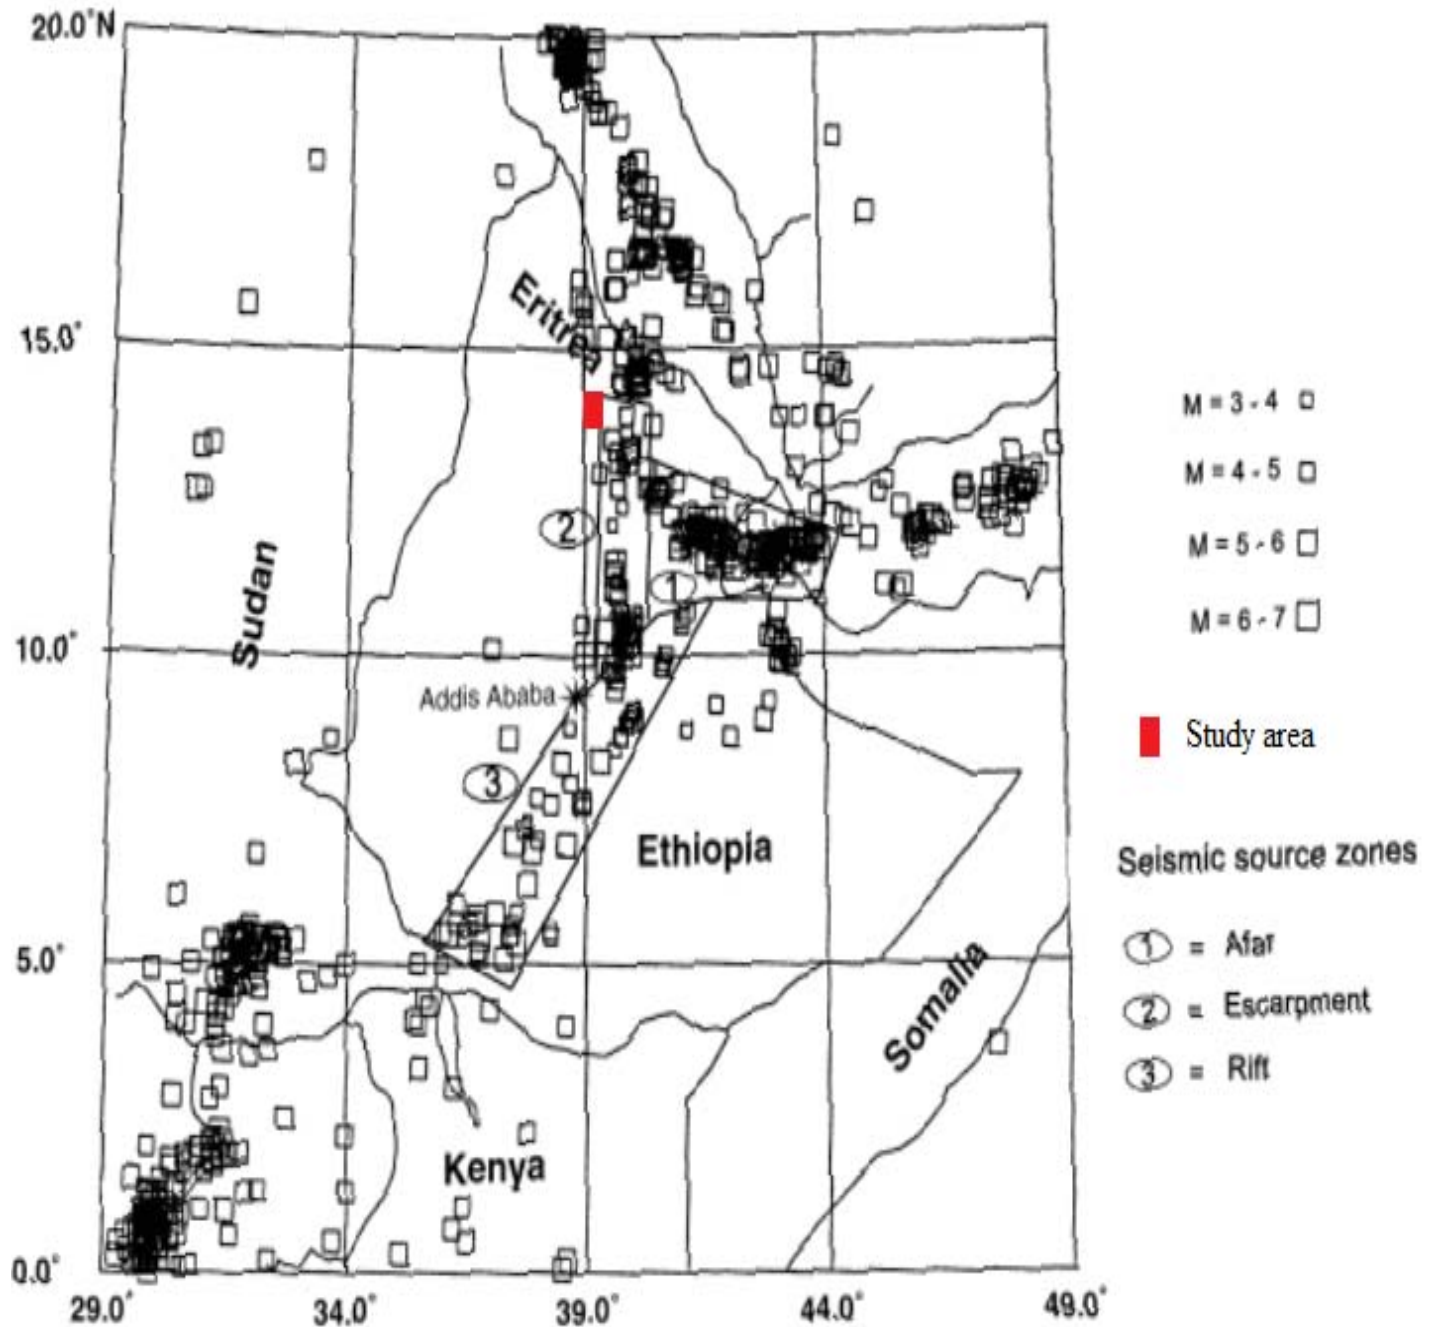 20.0°N
15.0°
10.0°
5.0°
0.0°
29.0°
34.0°
39.0°
44.0°
49.0°
Eritrea
Sudan
2
1
Addis Ababa
3
Ethiopia
Somalia
Kenya
M = 3 - 4
M = 4 - 5
M = 5 - 6
M = 6 - 7
Study area
Seismic source zones
1 = Afar
2 = Escarpment
3 = Rift